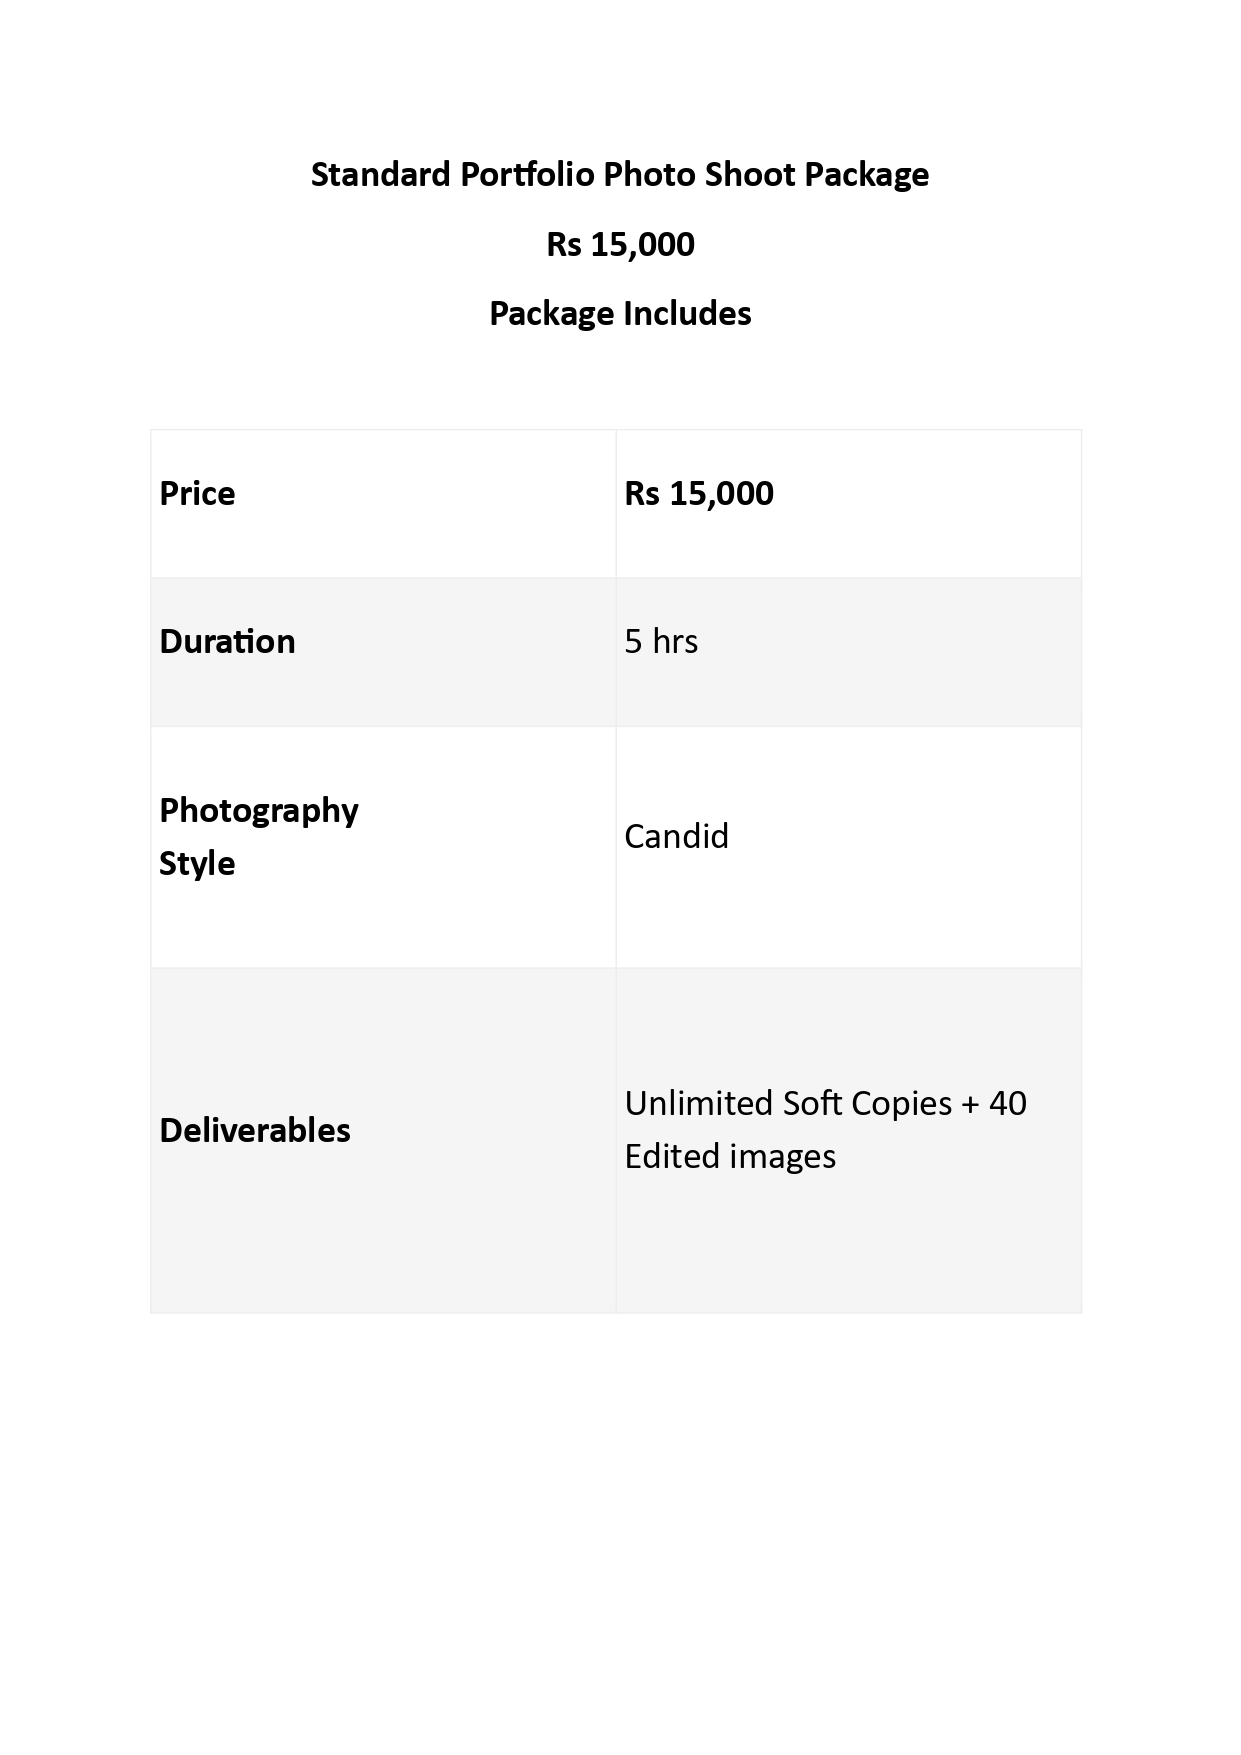 Standard Portfolio Photo Shoot Package
Rs 15,000
Package Includes
Price
Rs 15,000
Duration
5 hrs
Photography
Style
Candid
Deliverables
Unlimited Soft Copies + 40
Edited images